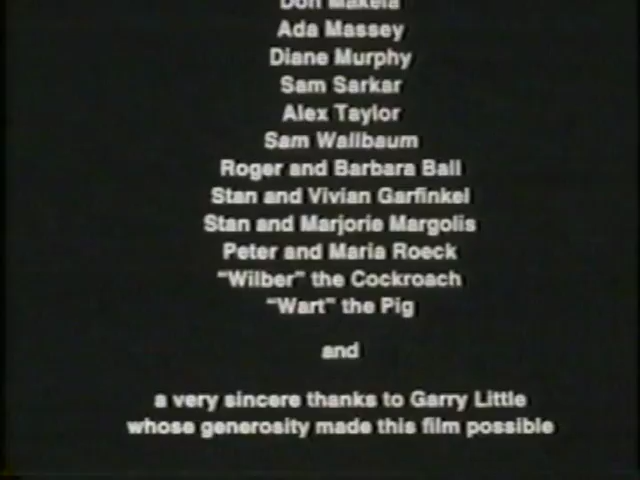 Don Makela
Ada Massey
Diane Murphy
Sam Sarkar
Alex Taylor
Sam Wallbaum
Roger and Barbara Ball
Stan and Vivian Garfinkel
Stan and Marjorie Margolis
Peter and Maria Roeck
"Wilber" the Cockroach
"Wart" the Pig
and
a very sincere thanks to Garry Little
whose generosity made this film possible